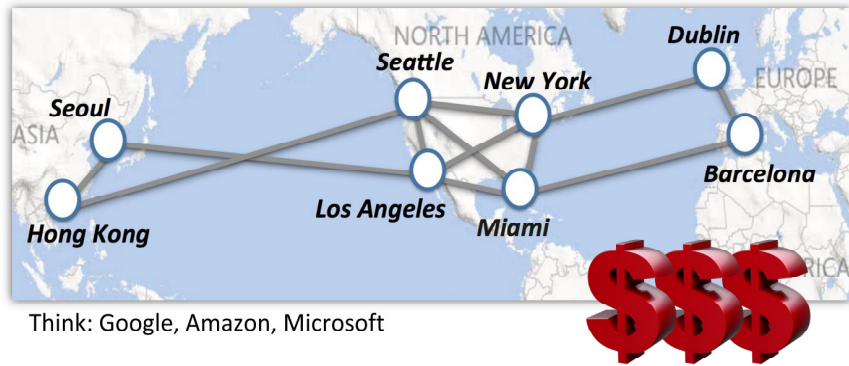 NORTH AMERICA
Dublin
Seattle
New York
EUROPE
Seoul
ASIA
Barcelona
Los Angeles
Miami
Hong Kong
RICA
$$$
Think: Google, Amazon, Microsoft